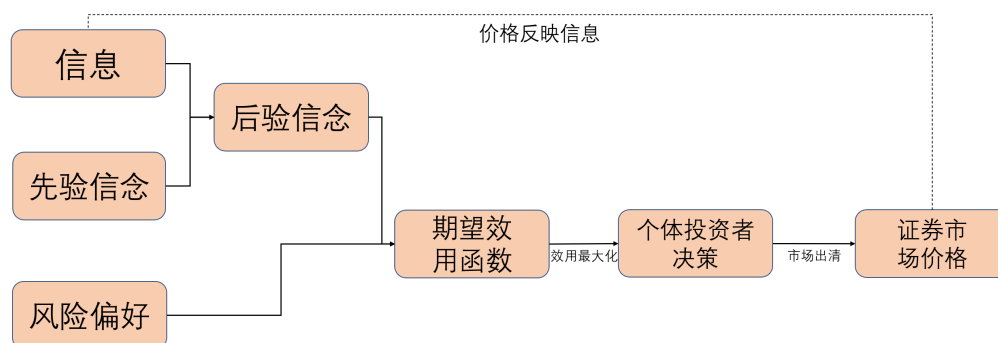 价格反映信息
信息
后验信念
先验信念
期望效
用函数
效用最大化
个体投资者
决策
市场出清
证券市
场价格
风险偏好